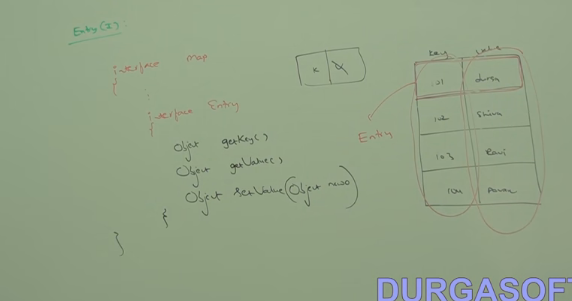 Entry(I):
interface Map
{
:
interface Entry
{
Object getKey()
Object getValue()
Object setValue(Object newo)
}
}
K
Entry
Key Value
101 durga
102 Shiva
103 Ravi
104 Pavan
DURGASOFT